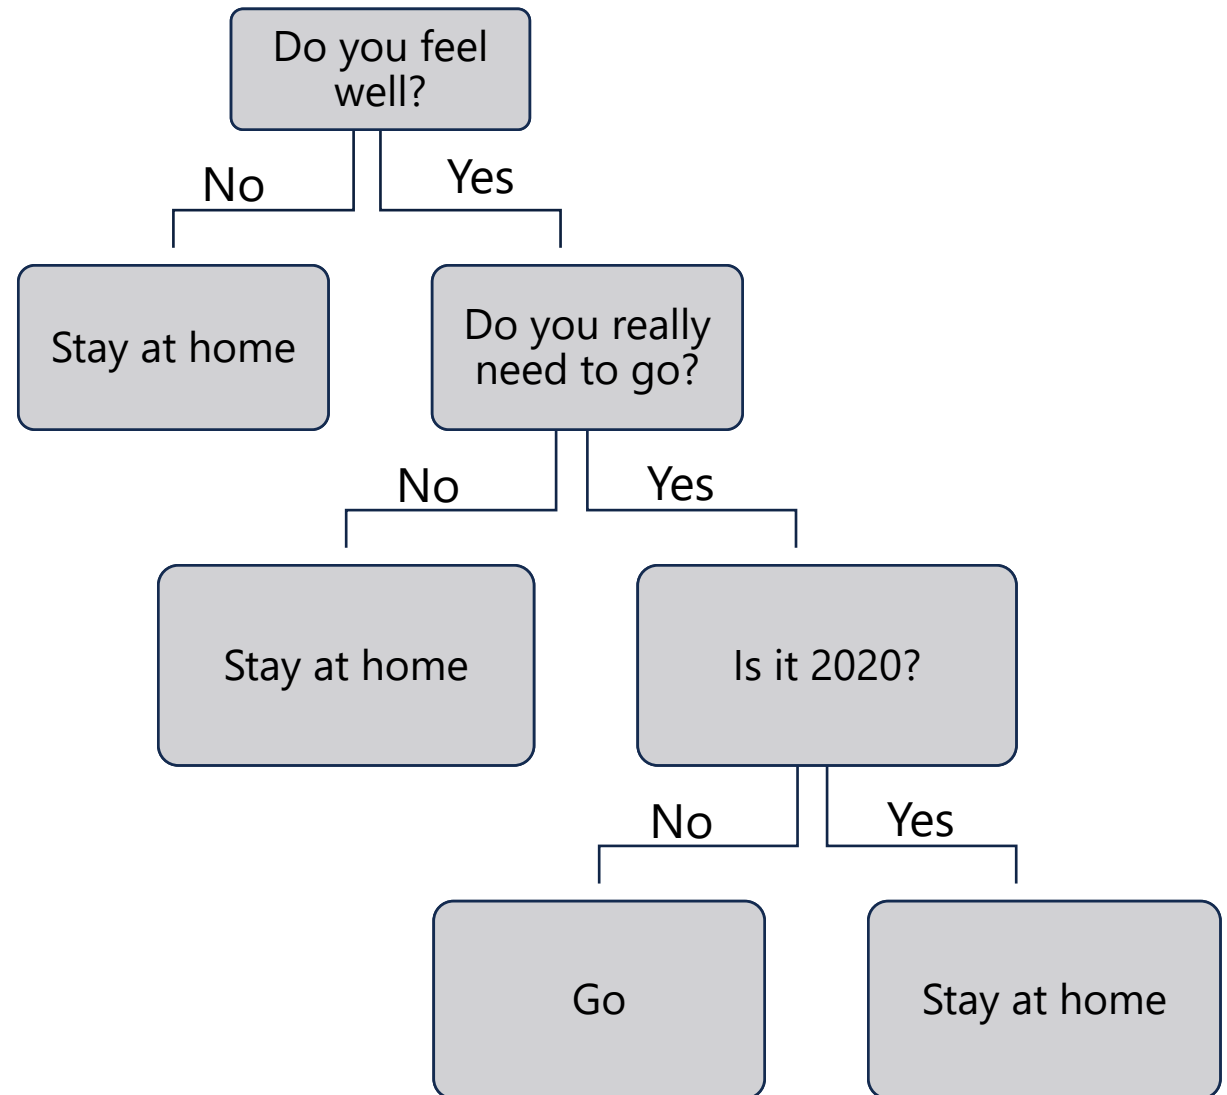 Do you feel
well?
No
Yes
Stay at home
Do you really
need to go?
No
Yes
Stay at home
Is it 2020?
No
Yes
Go
Stay at home